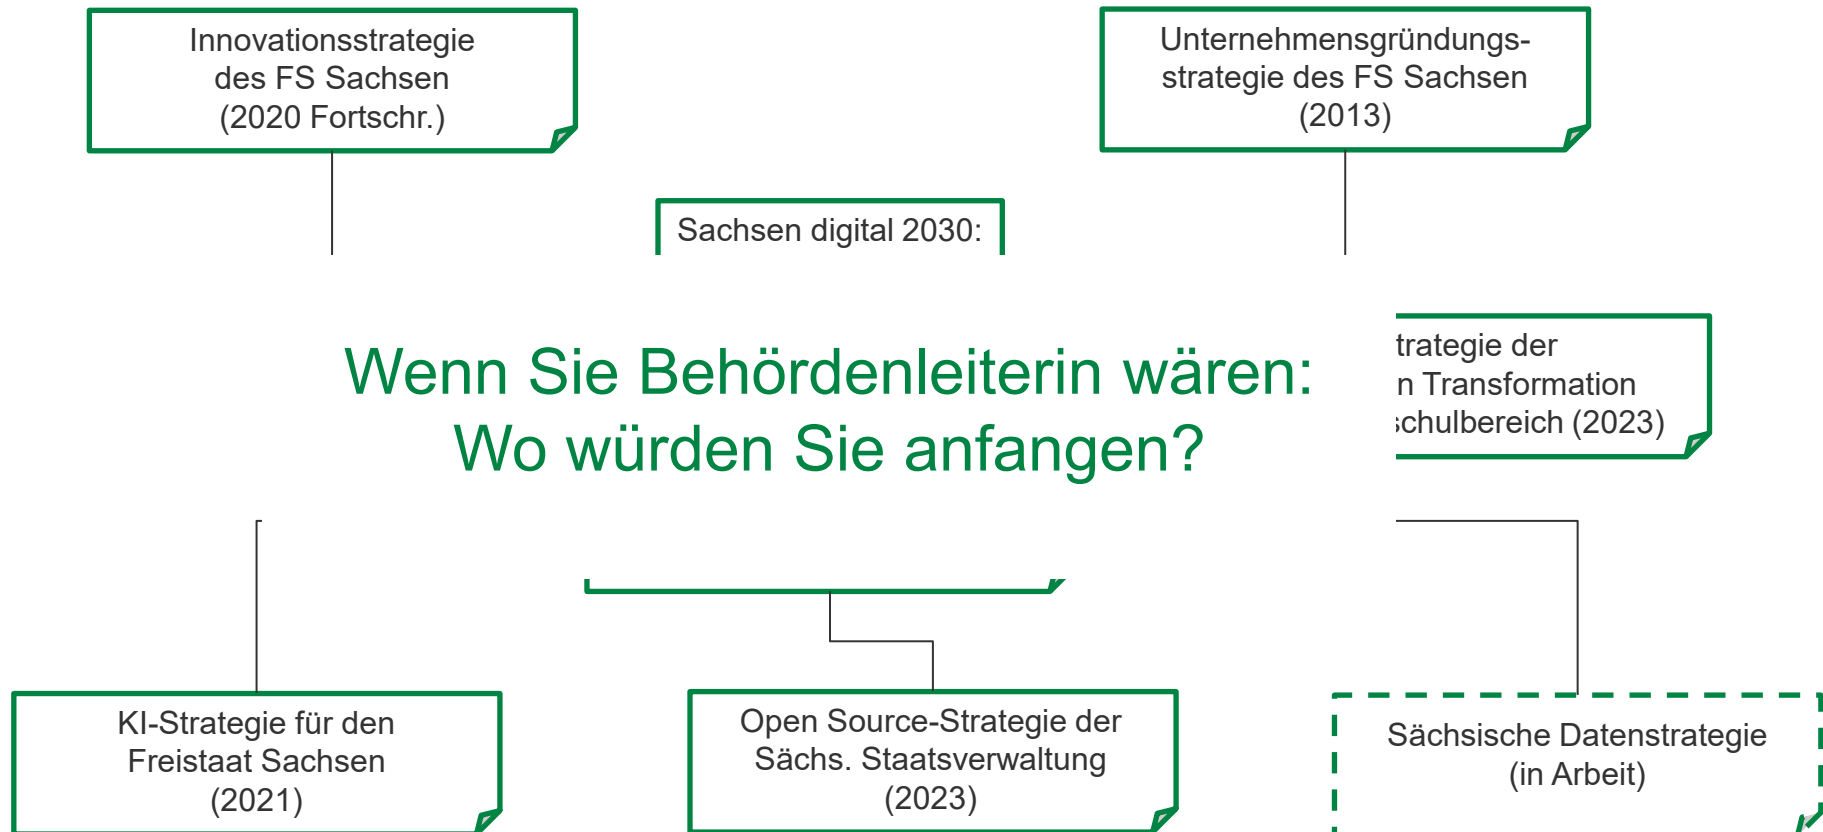 Innovationsstrategie
des FS Sachsen
(2020 Fortschr.)
Unternehmensgründungs-
strategie des FS Sachsen
(2013)
Sachsen digital 2030:
Wenn Sie Behördenleiterin wären:
Wo würden Sie anfangen?
trategie der
n Transformation
schulbereich (2023)
KI-Strategie für den
Freistaat Sachsen
(2021)
Open Source-Strategie der
Sächs. Staatsverwaltung
(2023)
Sächsische Datenstrategie
(in Arbeit)